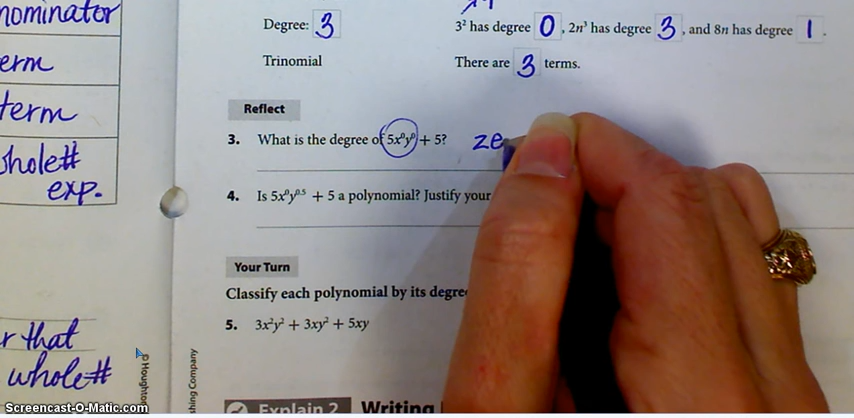 nominator
erm
term
whole#
exp.
r that
whole#
Degree: 3
3² has degree 0, 2n³ has degree 3, and 8n has degree 1.
Trinomial
There are 3 terms.
Reflect
3. What is the degree of 5x⁰y⁰ + 5? ze
4. Is 5x⁰y⁰·⁵ + 5 a polynomial? Justify your
Your Turn
Classify each polynomial by its degre
5. 3x²y² + 3xy² + 5xy
Explain 2 Writing
© Hought
shing Company
Screencast-O-Matic.com